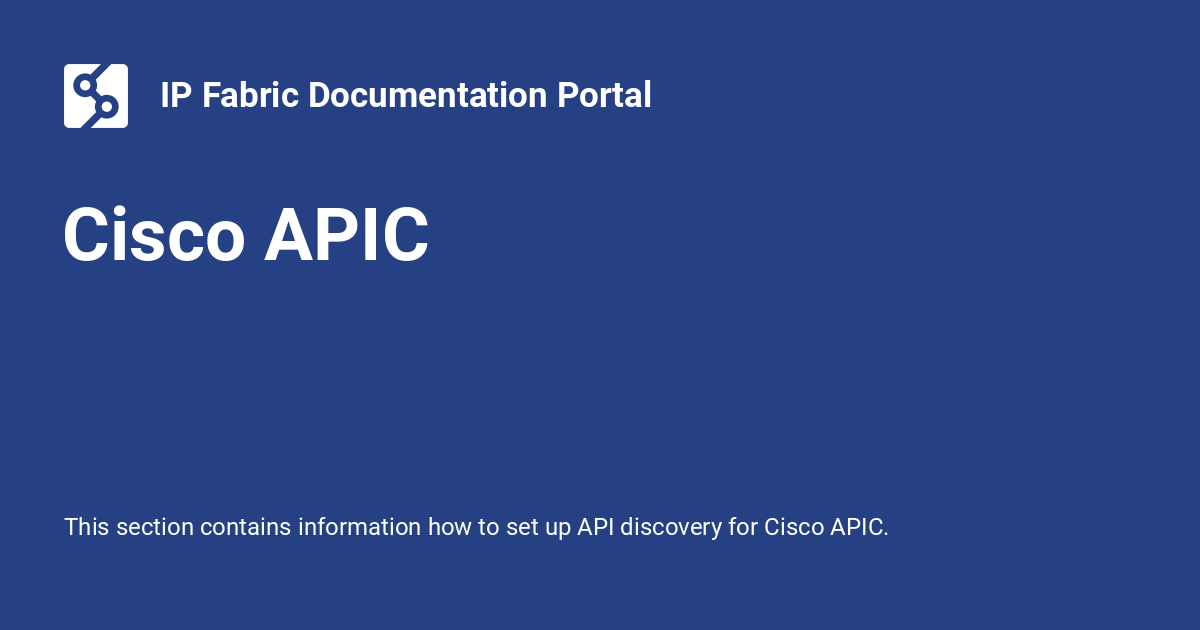 IP Fabric Documentation Portal
Cisco APIC
This section contains information how to set up API discovery for Cisco APIC.